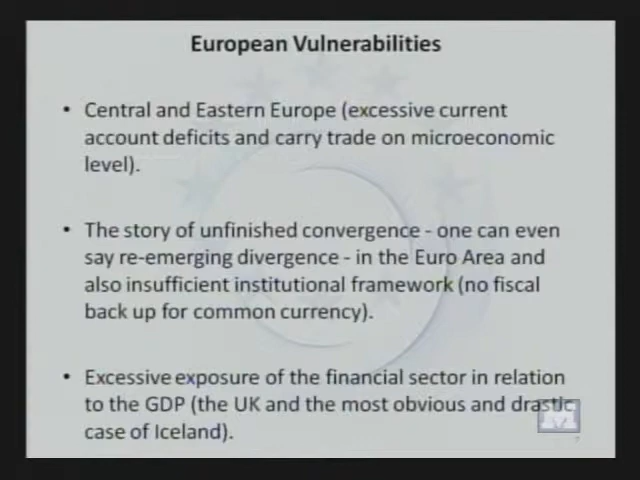 European Vulnerabilities
• Central and Eastern Europe (excessive current
account deficits and carry trade on microeconomic
level).
• The story of unfinished convergence - one can even
say re-emerging divergence - in the Euro Area and
also insufficient institutional framework (no fiscal
back up for common currency).
• Excessive exposure of the financial sector in relation
to the GDP (the UK and the most obvious and drastic
case of Iceland).